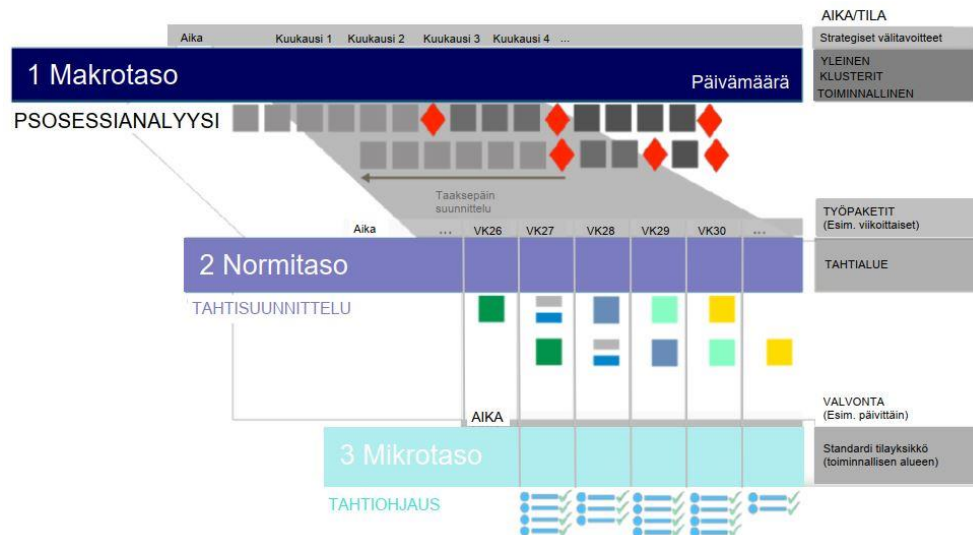 AIKA/TILA
Aika Kuukausi 1 Kuukausi 2 Kuukausi 3 Kuukausi 4 ...
Strategiset välitavoitteet
1 Makrotaso
Päivämäärä
YLEINEN
KLUSTERIT
TOIMINNALLINEN
PSOSESSIANALYYSI
Taaksepäin
suunnittelu
TYÖPAKETIT
(Esim. viikoittaiset)
Aika ... VK26 VK27 VK28 VK29 VK30 ...
2 Normitaso
TAHTIALUE
TAHTISUUNNITTELU
VALVONTA
(Esim. päivittäin)
AIKA
3 Mikrotaso
Standardi tilayksikkö
(toiminnallisen alueen)
TAHTIOHJAUS